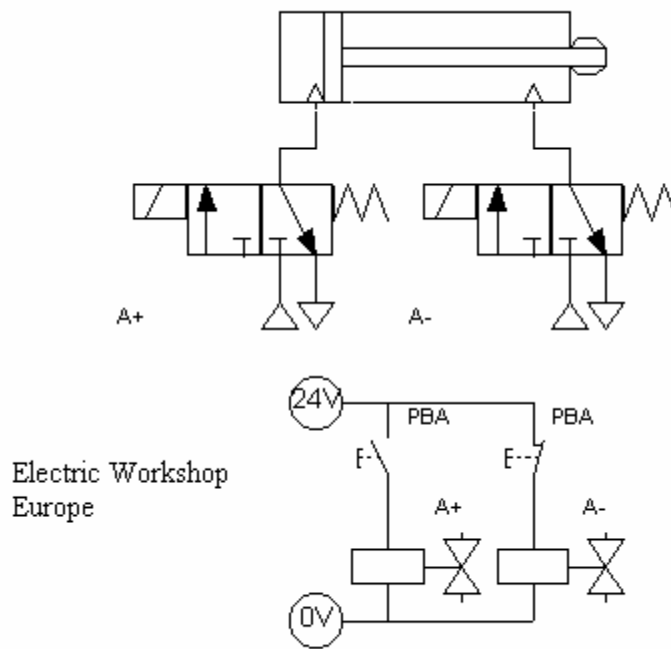 A+
A-
24V
PBA
PBA
Electric Workshop
Europe
A+
A-
0V